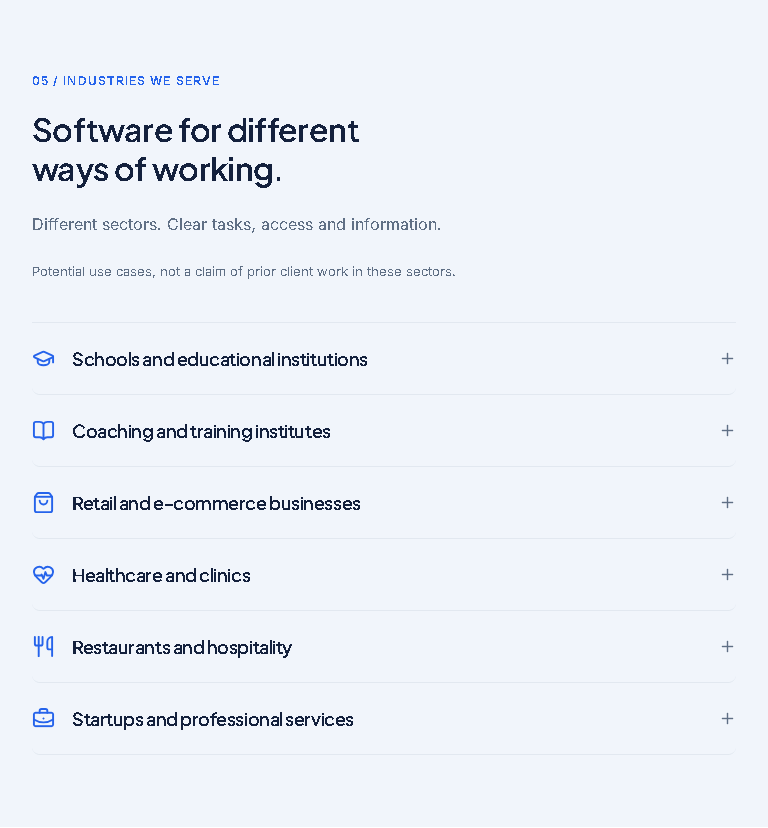 05 / INDUSTRIES WE SERVE
Software for different
ways of working.
Different sectors. Clear tasks, access and information.
Potential use cases, not a claim of prior client work in these sectors.
Schools and educational institutions
Coaching and training institutes
Retail and e-commerce businesses
Healthcare and clinics
Restaurants and hospitality
Startups and professional services